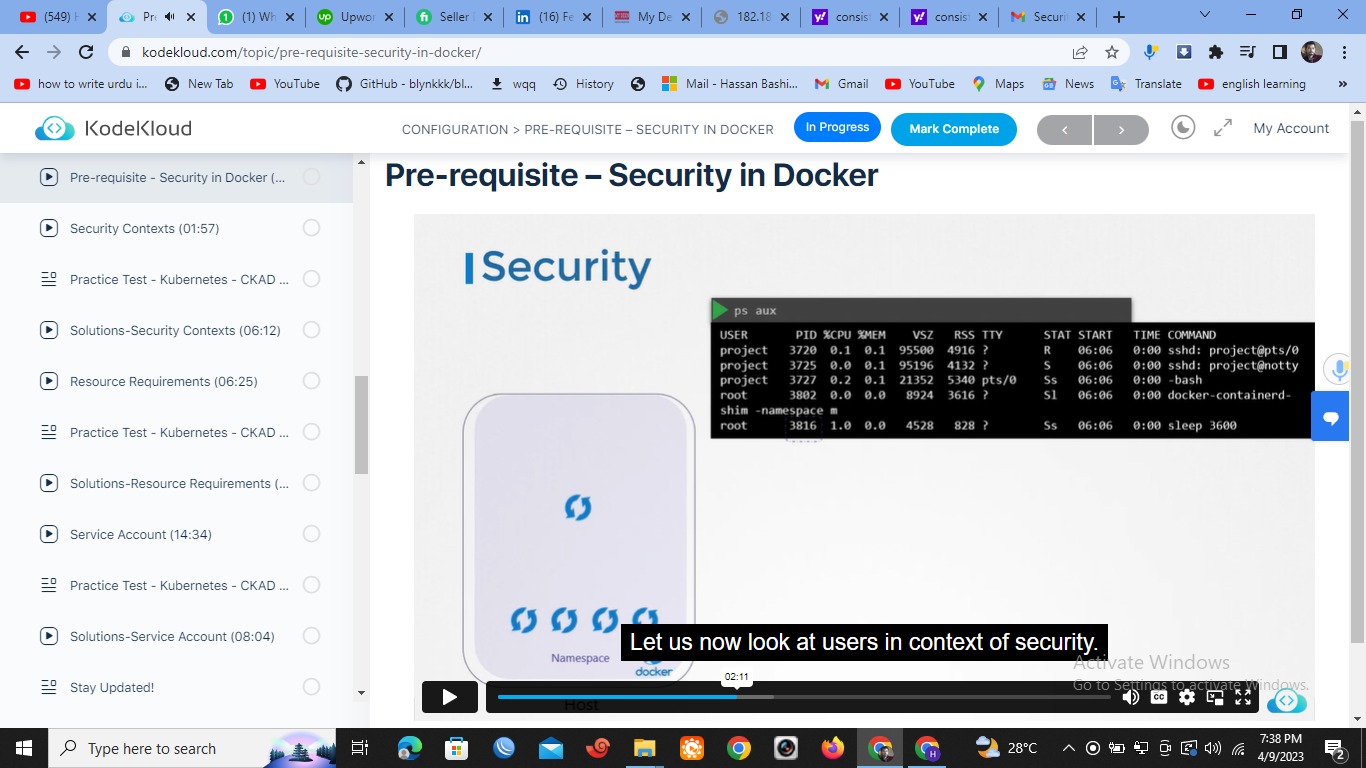 (549) H
Pr
(1) Wh
Upwor
Seller
(16) Fe
My De
182.18
consist
consist
Securit
kodekloud.com/topic/pre-requisite-security-in-docker/
how to write urdu i...
New Tab
YouTube
GitHub - blynkkk/bl...
wqq
History
Mail - Hassan Bashi...
Gmail
YouTube
Maps
News
Translate
english learning
»
KodeKloud
CONFIGURATION > PRE-REQUISITE – SECURITY IN DOCKER
In Progress
Mark Complete
<
>
My Account
Pre-requisite - Security in Docker (...
Security Contexts (01:57)
Practice Test - Kubernetes - CKAD ...
Solutions-Security Contexts (06:12)
Resource Requirements (06:25)
Practice Test - Kubernetes - CKAD ...
Solutions-Resource Requirements (...
Service Account (14:34)
Practice Test - Kubernetes - CKAD ...
Solutions-Service Account (08:04)
Stay Updated!
Pre-requisite – Security in Docker
Security
ps aux
USER PID %CPU %MEM VSZ RSS TTY STAT START TIME COMMAND
project 3720 0.1 0.1 95500 4916 ? R 06:06 0:00 sshd: project@pts/0
project 3725 0.0 0.1 95196 4132 ? S 06:06 0:00 sshd: project@notty
project 3727 0.2 0.1 21352 5340 pts/0 Ss 06:06 0:00 -bash
root 3802 0.0 0.0 8924 3616 ? Sl 06:06 0:00 docker-containerd-
shim -namespace m
root 3816 1.0 0.0 4528 828 ? Ss 06:06 0:00 sleep 3600
Let us now look at users in context of security.
Namespace
docker
Host
02:11
CC
Activate Windows
Go to Settings to activate Windows.
Type here to search
28°C
7:38 PM
4/9/2023
2